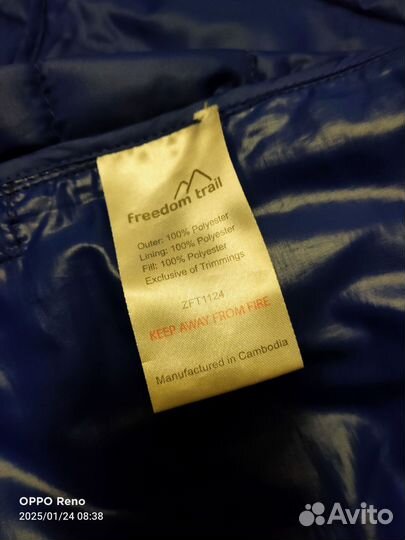 freedom trail
Outer: 100% Polyester
Lining: 100% Polyester
Fill: 100% Polyester
Exclusive of Trimmings
ZFT1124
KEEP AWAY FROM FIRE
Manufactured in Cambodia
OPPO Reno
2025/01/24 08:38
Avito